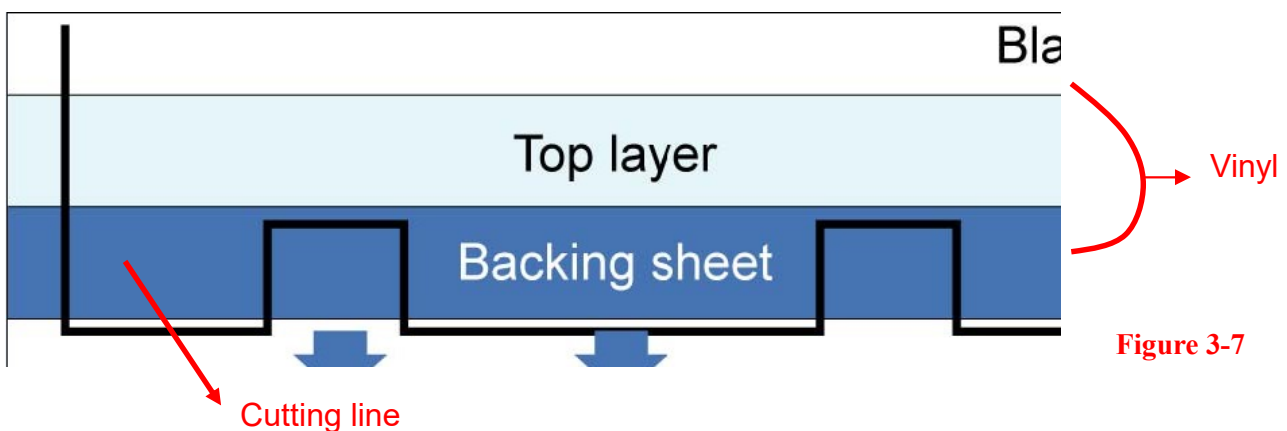 Bla
Top layer
Vinyl
Backing sheet
Figure 3-7
Cutting line